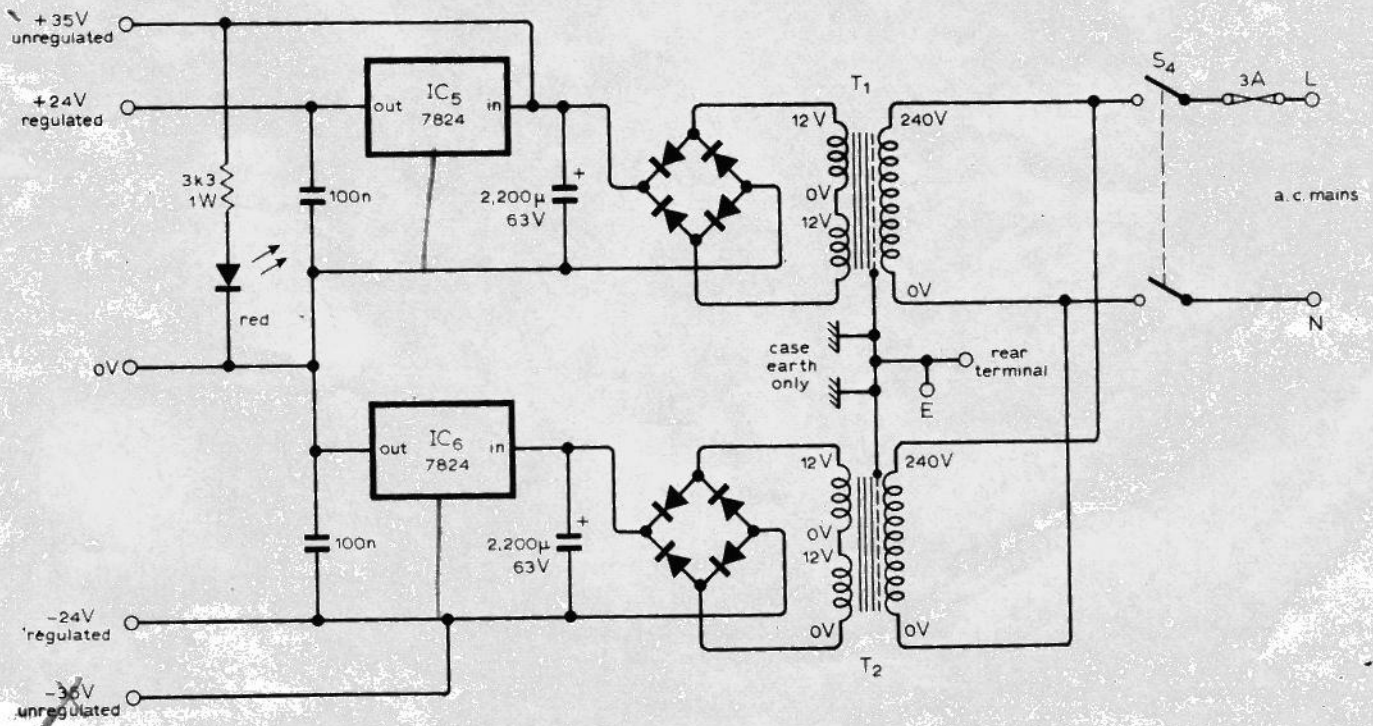 +35V
unregulated
+24V
regulated
3k3
1W
red
0V
100n
out
IC5
7824
in
+
2,200µ
63V
T1
12V
0V
12V
240V
0V
S4
3A
L
a.c. mains
N
case
earth
only
rear
terminal
E
out
IC6
7824
in
100n
+
2,200µ
63V
12V
0V
12V
0V
240V
0V
T2
-24V
regulated
-35V
unregulated